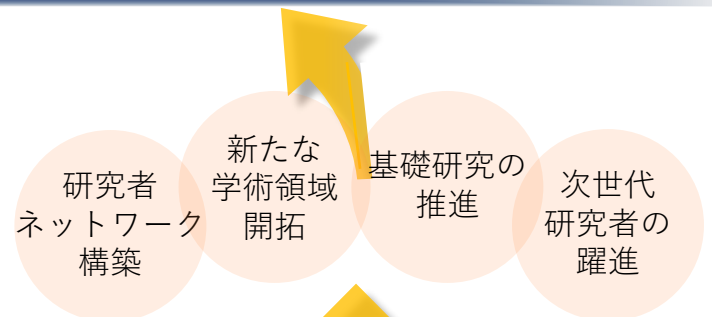 研究者
ネットワーク
構築
新たな
学術領域
開拓
基礎研究の
推進
次世代
研究者の
躍進